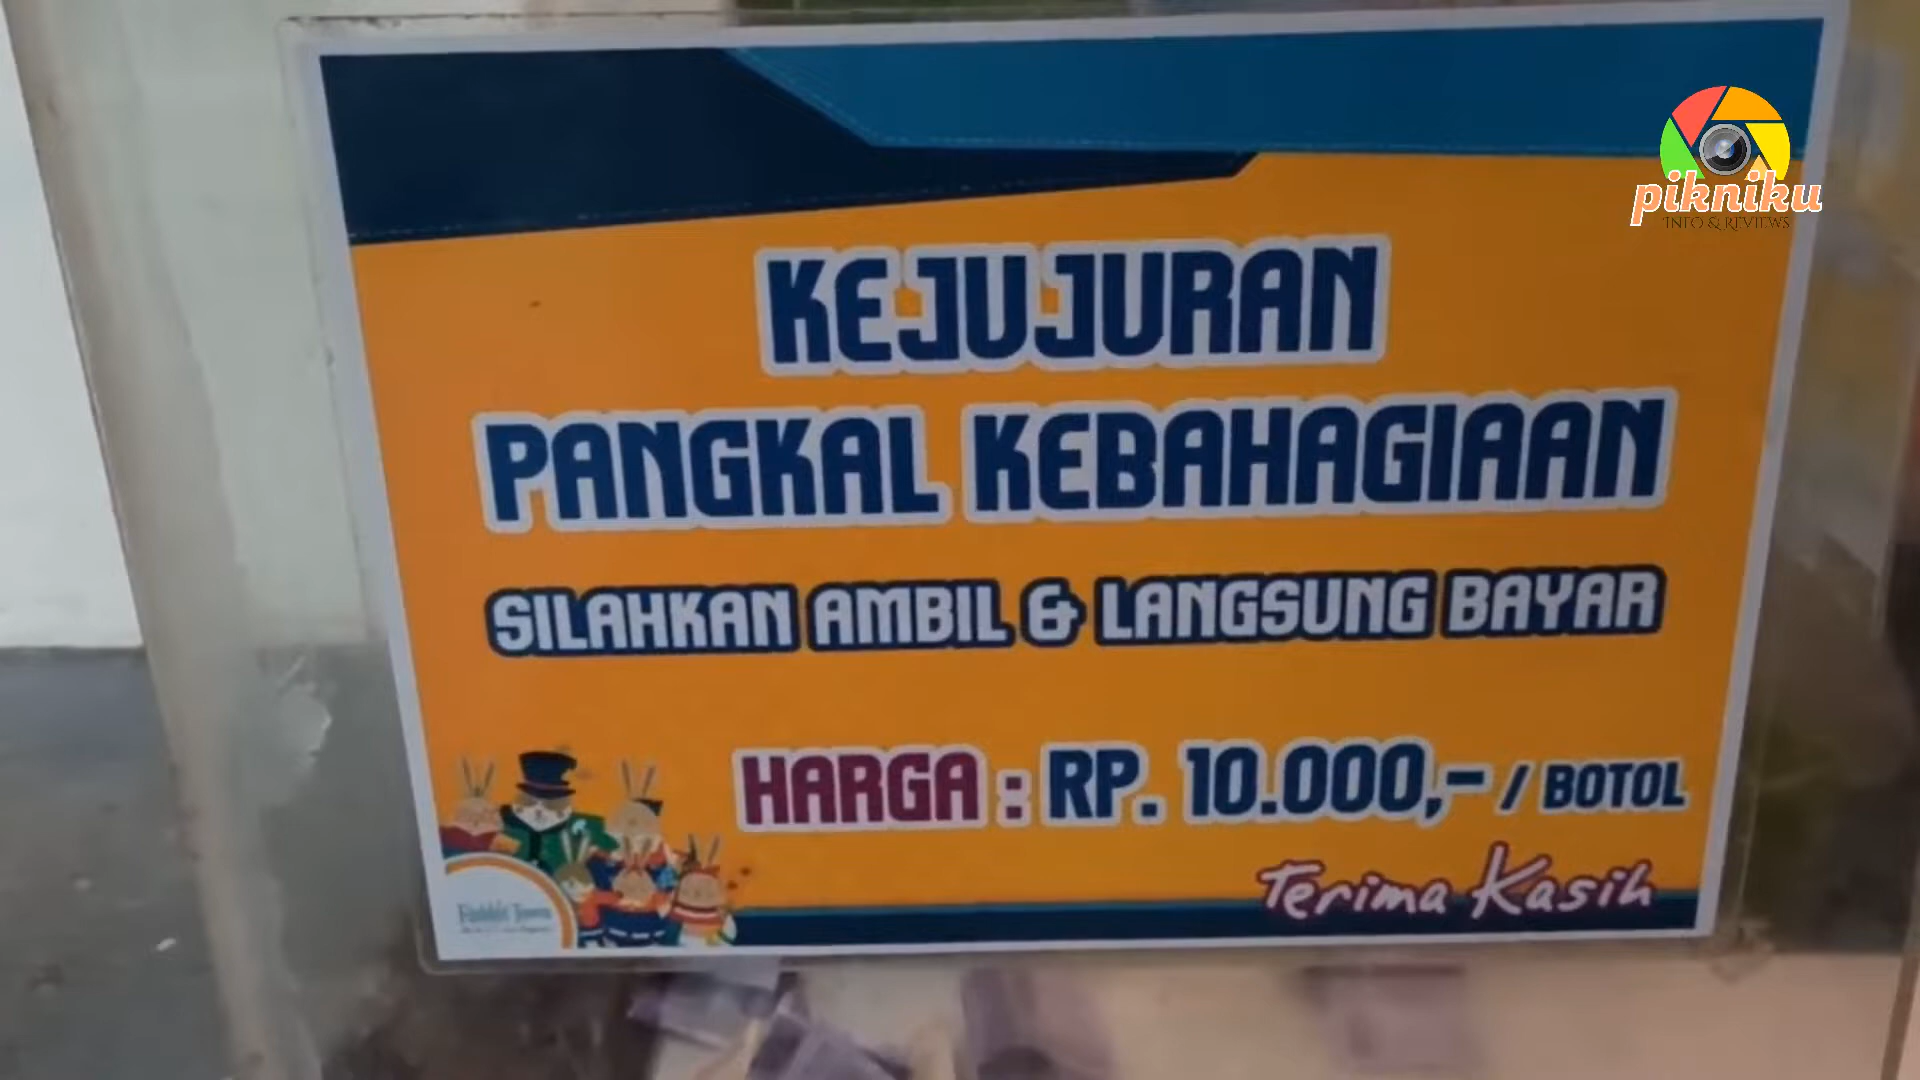 pikniku
INFO & REVIEWS
KEJUJURAN
PANGKAL KEBAHAGIAAN
SILAHKAN AMBIL & LANGSUNG BAYAR
HARGA : RP. 10.000,- / BOTOL
Terima Kasih